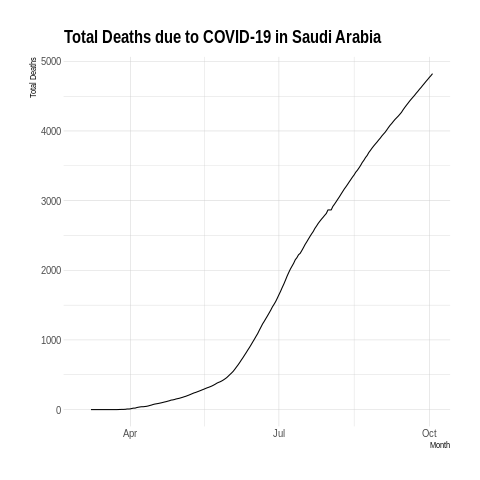 Total Deaths due to COVID-19 in Saudi Arabia
Total Deaths
5000
4000
3000
2000
1000
0
Apr
Jul
Oct
Month